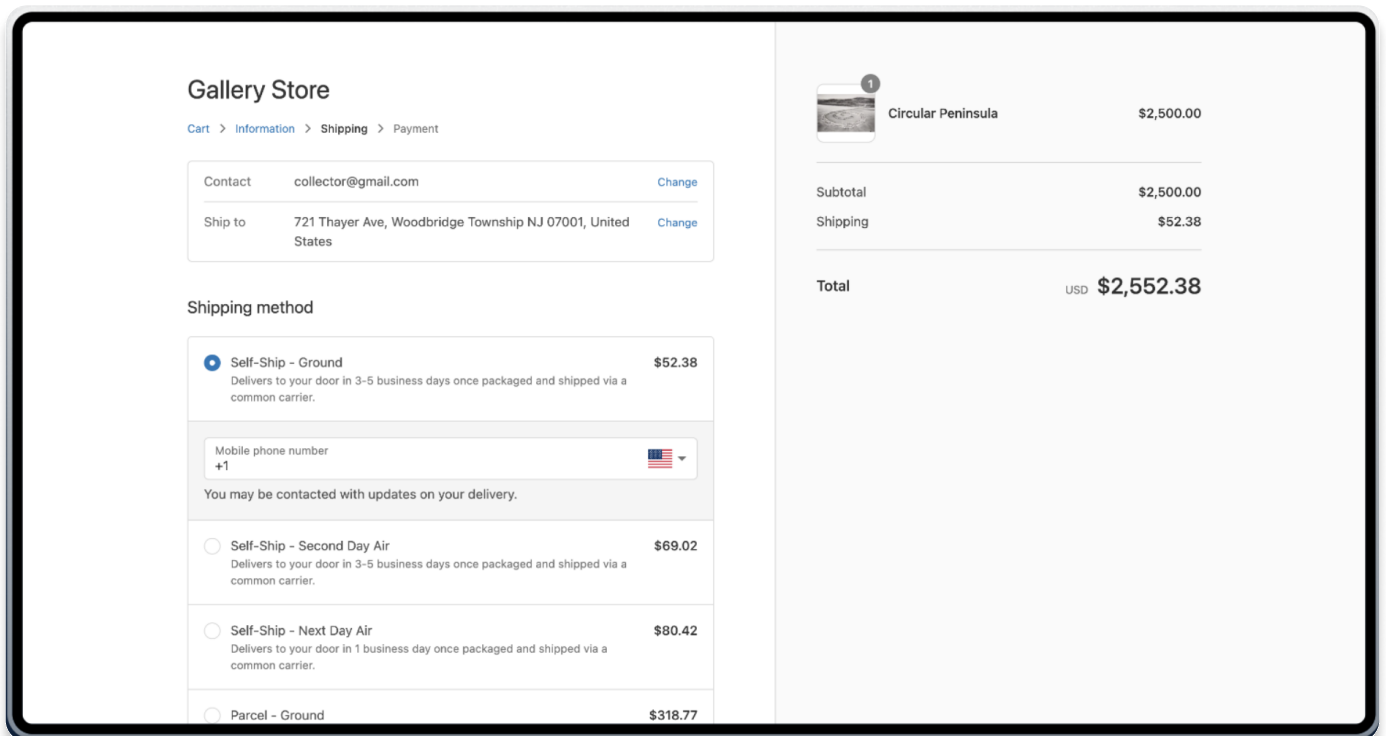 Gallery Store
Cart > Information > Shipping > Payment
Contact collector@gmail.com Change
Ship to 721 Thayer Ave, Woodbridge Township NJ 07001, United Change
States
Shipping method
Self-Ship - Ground $52.38
Delivers to your door in 3-5 business days once packaged and shipped via a
common carrier.
Mobile phone number
+1
You may be contacted with updates on your delivery.
Self-Ship - Second Day Air $69.02
Delivers to your door in 3-5 business days once packaged and shipped via a
common carrier.
Self-Ship - Next Day Air $80.42
Delivers to your door in 1 business day once packaged and shipped via a
common carrier.
Parcel - Ground $318.77
1
Circular Peninsula $2,500.00
Subtotal $2,500.00
Shipping $52.38
Total USD $2,552.38